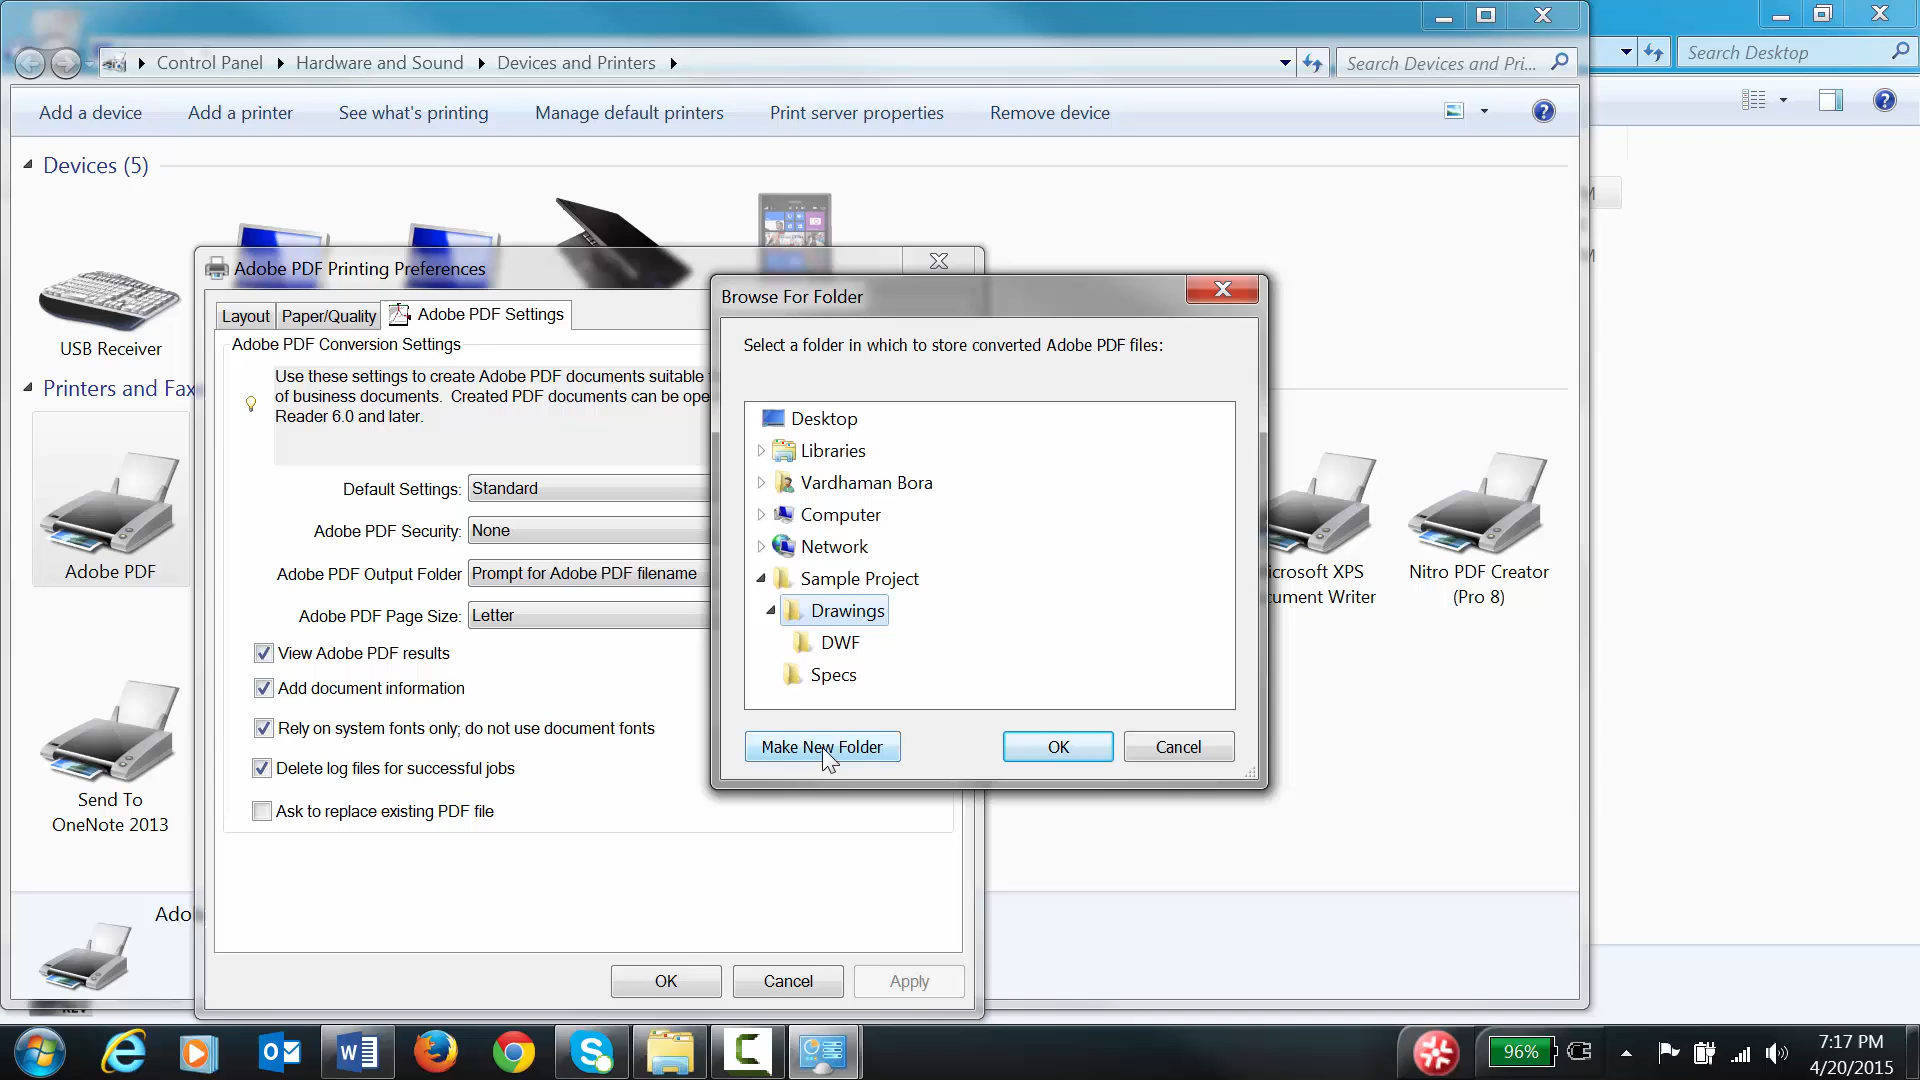 Control Panel
Hardware and Sound
Devices and Printers
Search Devices and Pri...
Search Desktop
Add a device
Add a printer
See what's printing
Manage default printers
Print server properties
Remove device
Devices (5)
USB Receiver
Printers and Fax
Adobe PDF
Send To
OneNote 2013
Adobe PDF Printing Preferences
Layout
Paper/Quality
Adobe PDF Settings
Adobe PDF Conversion Settings
Use these settings to create Adobe PDF documents suitable
of business documents. Created PDF documents can be ope
Reader 6.0 and later.
Default Settings:
Standard
Adobe PDF Security:
None
Adobe PDF Output Folder
Prompt for Adobe PDF filename
Adobe PDF Page Size:
Letter
View Adobe PDF results
Add document information
Rely on system fonts only; do not use document fonts
Delete log files for successful jobs
Ask to replace existing PDF file
OK
Cancel
Apply
Browse For Folder
Select a folder in which to store converted Adobe PDF files:
Desktop
Libraries
Vardhaman Bora
Computer
Network
Sample Project
Drawings
DWF
Specs
Make New Folder
OK
Cancel
icrosoft XPS
cument Writer
Nitro PDF Creator
(Pro 8)
Ado
96%
7:17 PM
4/20/2015